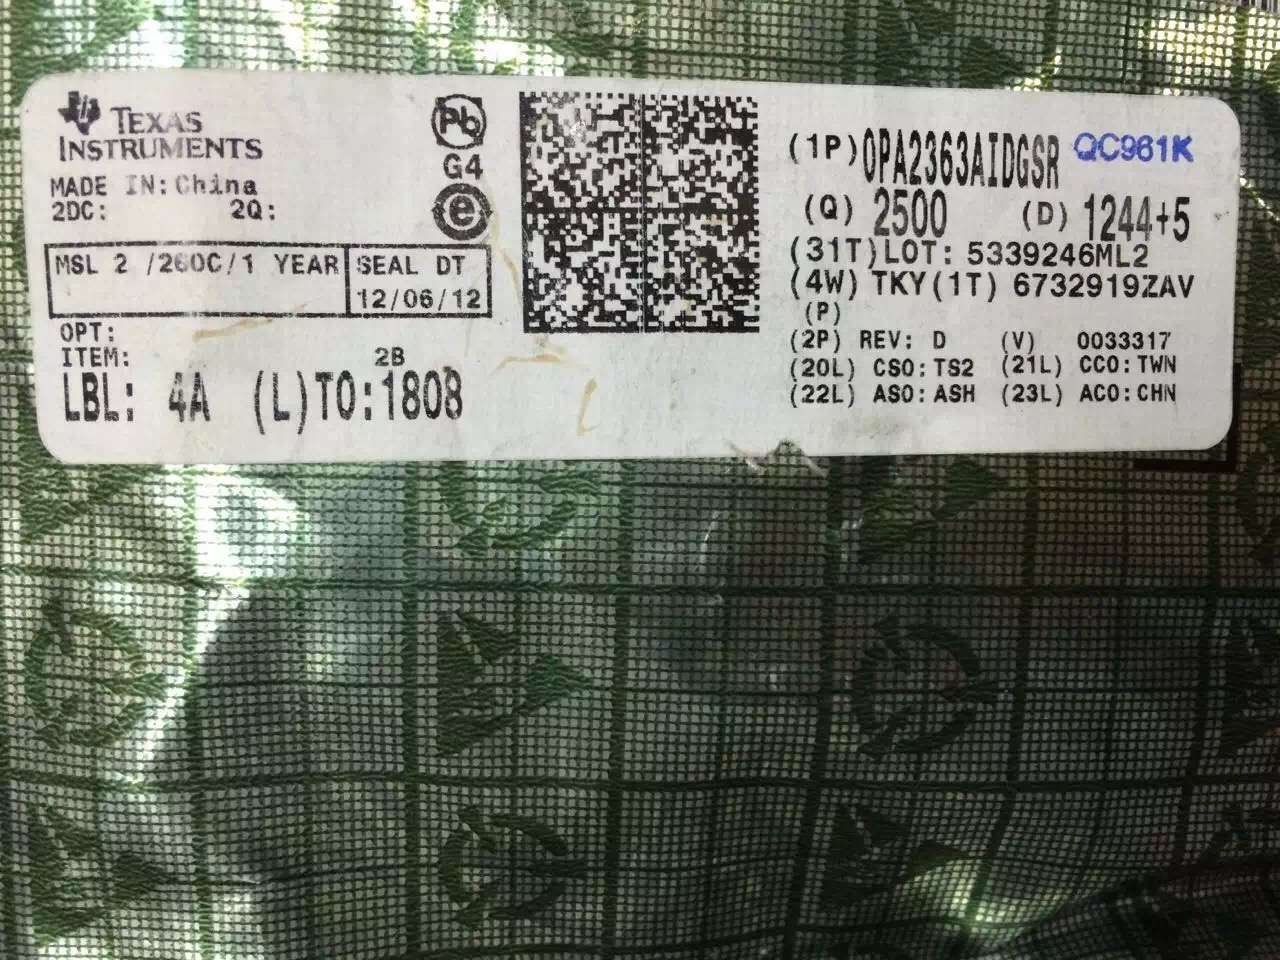 TEXAS
INSTRUMENTS
MADE IN: China
2DC: 2Q:
Pb
G4
e
MSL 2 /260C/1 YEAR
SEAL DT
12/06/12
OPT:
ITEM: 2B
LBL: 4A (L)TO:1808
(1P)OPA2363AIDGSR QC961K
(Q) 2500 (D) 1244+5
(31T)LOT: 5339246ML2
(4W) TKY(1T) 6732919ZAV
(P)
(2P) REV: D (V) 0033317
(20L) CSO:TS2 (21L) CCO:TWN
(22L) ASO:ASH (23L) ACO:CHN